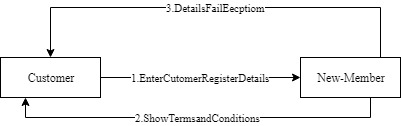 3.DetailsFailEecptiom
Customer
1.EnterCutomerRegisterDetails
New-Member
2.ShowTermsandConditions